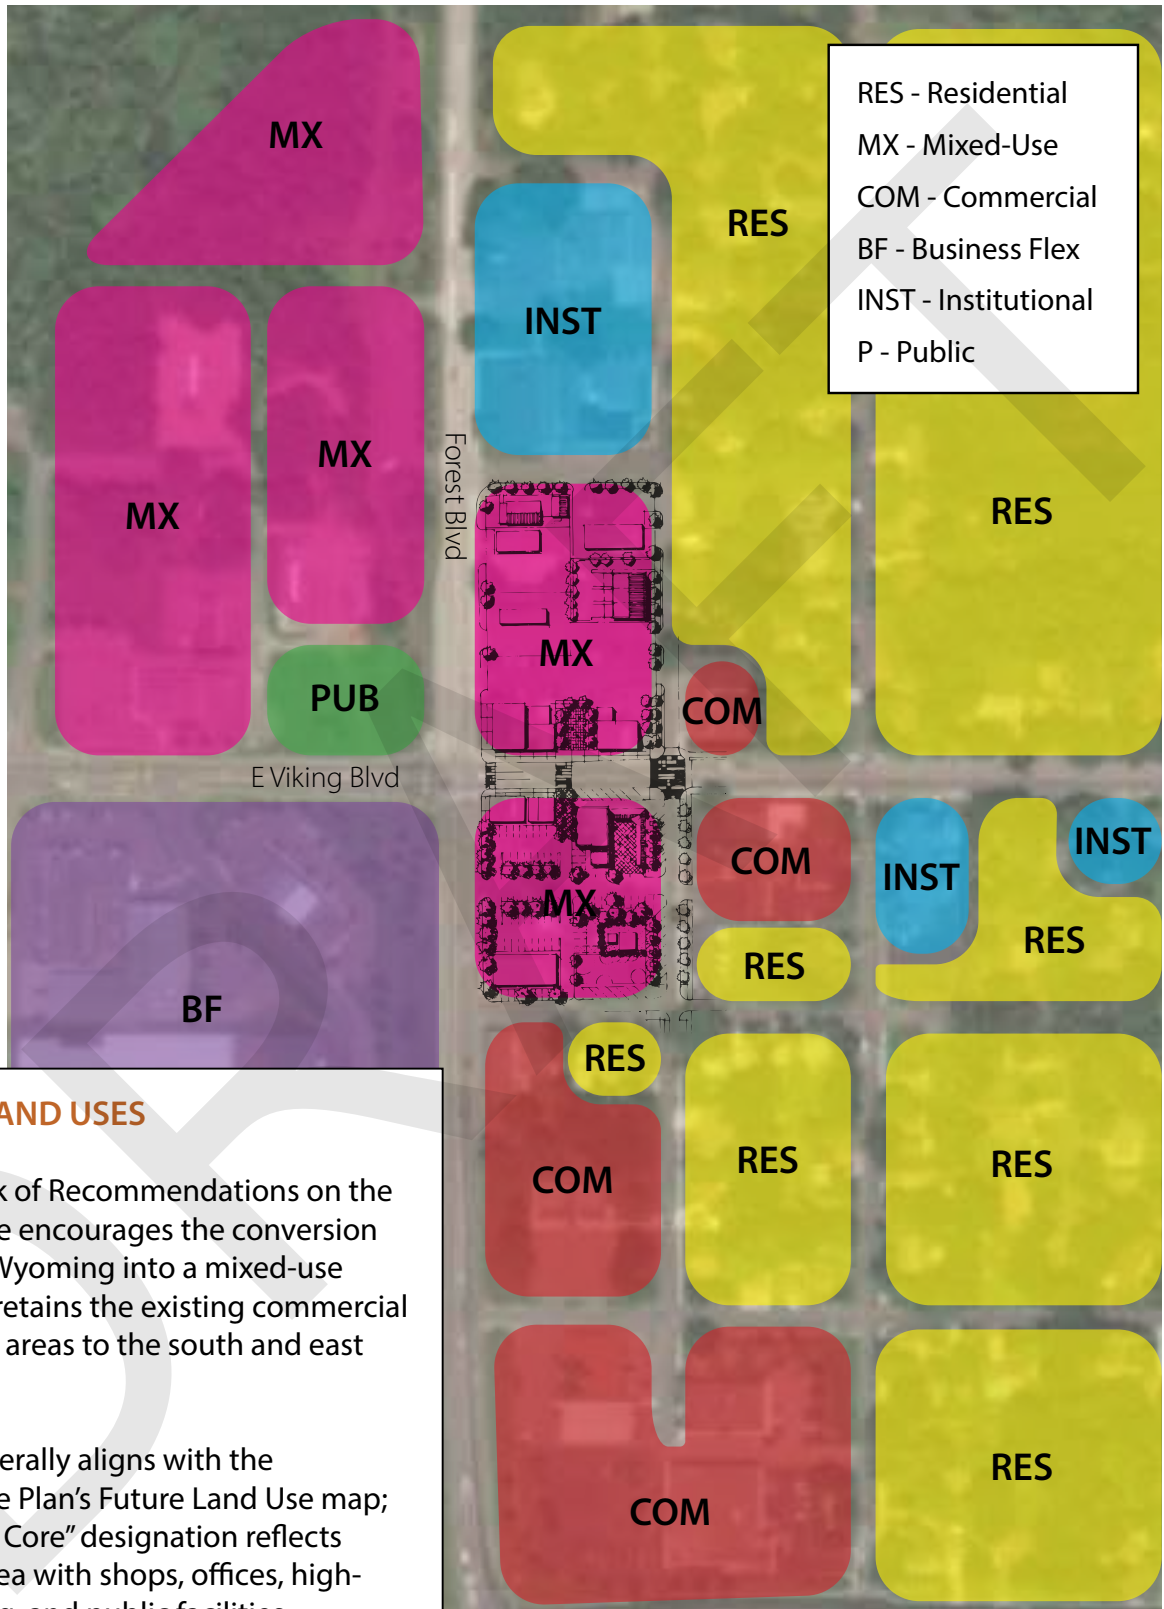 MX
RES - Residential
MX - Mixed-Use
COM - Commercial
BF - Business Flex
INST - Institutional
P - Public
RES
INST
MX
MX
RES
Forest Blvd
MX
PUB
COM
E Viking Blvd
COM
INST
INST
MX
RES
RES
BF
RES
COM
RES
RES
COM
RES
AND USES
of Recommendations on the
encourages the conversion
Wyoming into a mixed-use
retains the existing commercial
areas to the south and east
aligns with the
Plan's Future Land Use map;
Core" designation reflects
with shops, offices, high-
and public facilities
DRAFT